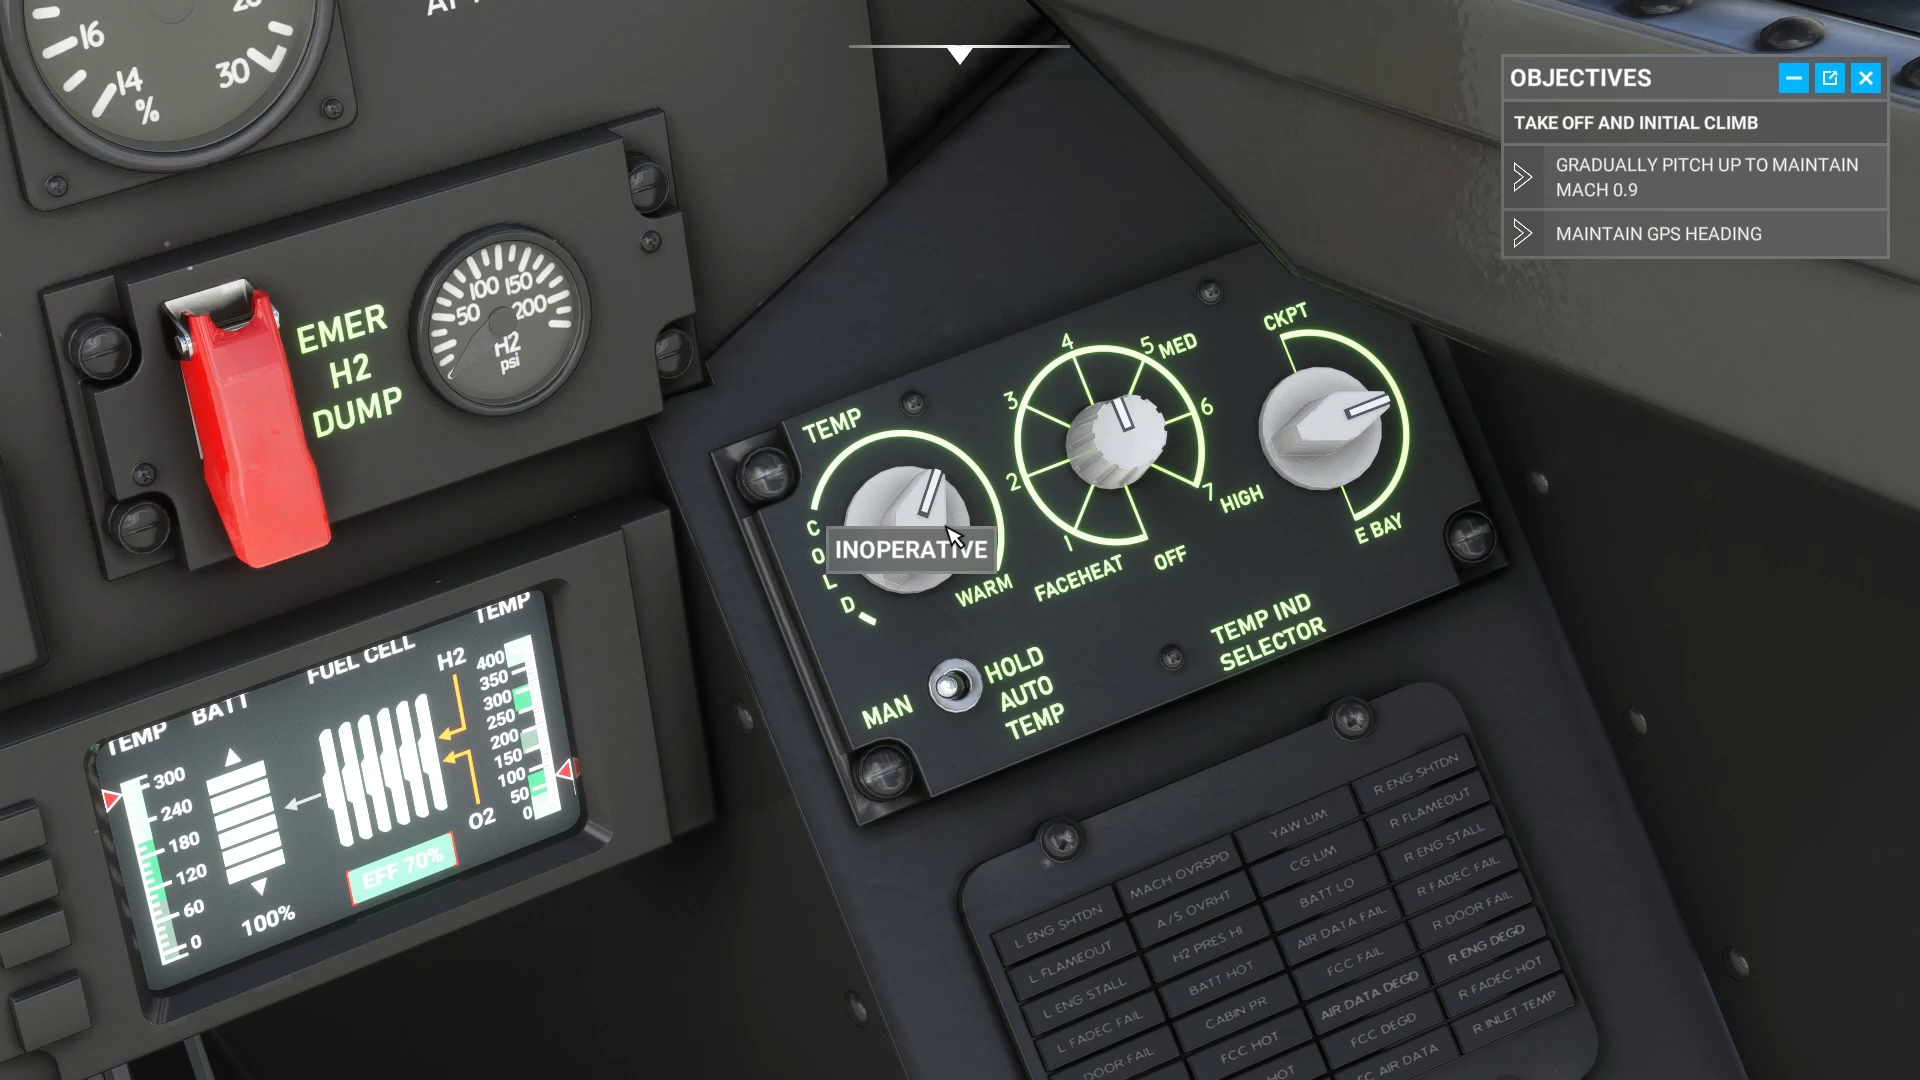 16
14
%
30
OBJECTIVES
TAKE OFF AND INITIAL CLIMB
GRADUALLY PITCH UP TO MAINTAIN
MACH 0.9
MAINTAIN GPS HEADING
EMER
H2
DUMP
50
100
150
200
H2
psi
TEMP
COLD
WARM
INOPERATIVE
1
2
3
4
5
6
7
MED
HIGH
FACEHEAT
OFF
CKPT
E BAY
TEMP IND
SELECTOR
MAN
HOLD
AUTO
TEMP
TEMP
BATT
FUEL CELL
H2
TEMP
300
240
180
120
60
0
100%
EFF 70%
O2
400
350
300
250
200
150
100
50
0
L ENG SHTDN
L FLAMEOUT
L ENG STALL
L FADEC FAIL
DOOR FAIL
MACH OVRSPD
A/S OVRHT
H2 PRES HI
BATT HOT
CABIN PR
FCC HOT
HOT
YAW LIM
CG LIM
BATT LO
AIR DATA FAIL
FCC FAIL
AIR DATA DEGD
FCC DEGD
AIR DATA
R ENG SHTDN
R FLAMEOUT
R ENG STALL
R FADEC FAIL
R DOOR FAIL
R ENG DEGD
R FADEC HOT
R INLET TEMP